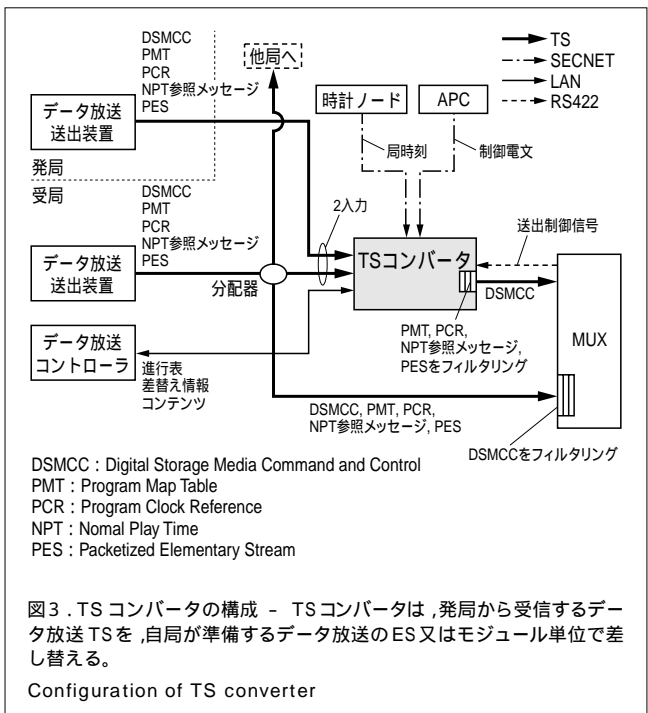 DSMCC
PMT
PCR
NPT参照メッセージ
PES
データ放送
送出装置
発局
受局
他局へ
時計ノード
APC
TS
SECNET
LAN
RS422
局時刻
制御電文
DSMCC
PMT
PCR
NPT参照メッセージ
PES
データ放送
送出装置
分配器
2入力
TSコンバータ
送出制御信号
DSMCC
MUX
PMT, PCR,
NPT参照メッセージ,
PESをフィルタリング
データ放送
コントローラ
進行表
差替え情報
コンテンツ
DSMCC, PMT, PCR,
NPT参照メッセージ, PES
DSMCCをフィルタリング
DSMCC : Digital Storage Media Command and Control
PMT : Program Map Table
PCR : Program Clock Reference
NPT : Nomal Play Time
PES : Packetized Elementary Stream
図3．TS コンバータの構成 － TSコンバータは，発局から受信するデー
タ放送 TSを，自局が準備するデータ放送のES又はモジュール単位で差
し替える。
Configuration of TS converter